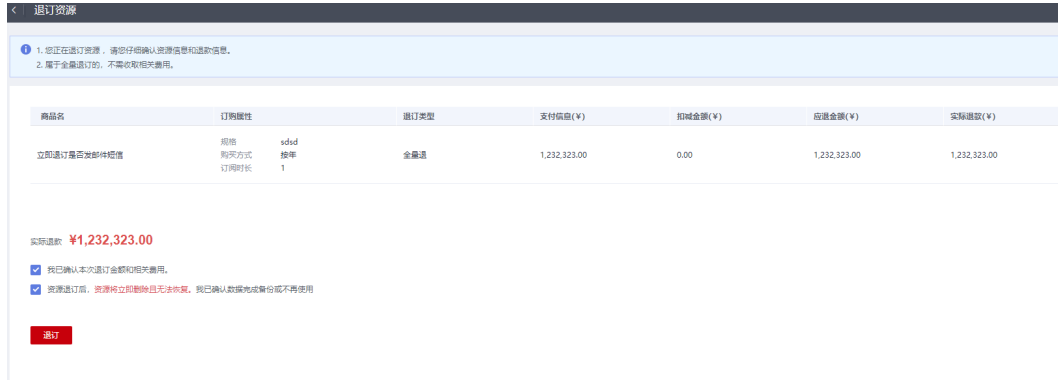 退订资源
1. 您正在退订资源，请您仔细确认资源信息和退款信息。
2. 属于全量退订的，不需收取相关费用。
商品名 订购属性 退订类型 支付信息(¥) 扣减金额(¥) 应退金额(¥) 实际退款(¥)
规格 sdsd
立即退订是否发邮件短信 购买方式 按年 全量退 1,232,323.00 0.00 1,232,323.00 1,232,323.00
订阅时长 1
实际退款 ¥1,232,323.00
我已确认本次退订金额和相关费用。
资源退订后，资源将立即删除且无法恢复。我已确认数据完成备份或不再使用
退订